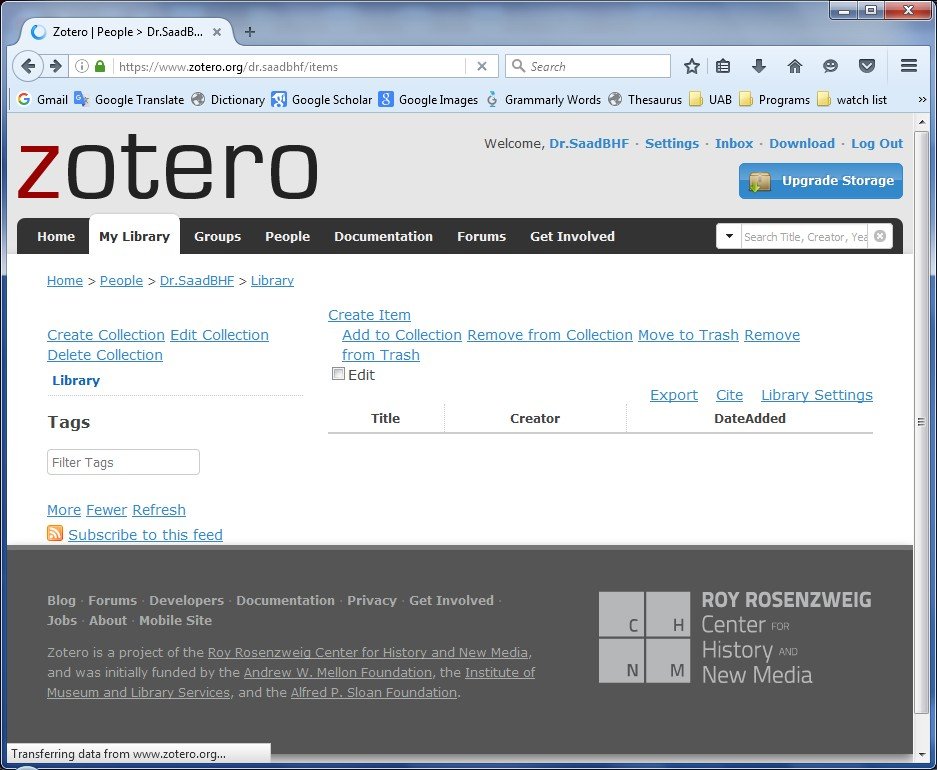 Zotero | People > Dr.SaadB...
https://www.zotero.org/dr.saadbhf/items
Search
Gmail Google Translate Dictionary Google Scholar Google Images Grammarly Words Thesaurus UAB Programs watch list »
zotero
Welcome, Dr.SaadBHF · Settings · Inbox · Download · Log Out
Upgrade Storage
Home My Library Groups People Documentation Forums Get Involved
Search Title, Creator, Yea
Home > People > Dr.SaadBHF > Library
Create Collection Edit Collection
Delete Collection
Library
Tags
Filter Tags
More Fewer Refresh
Subscribe to this feed
Create Item
Add to Collection Remove from Collection Move to Trash Remove
from Trash
Edit
Export Cite Library Settings
Title Creator DateAdded
Blog · Forums · Developers · Documentation · Privacy · Get Involved ·
Jobs · About · Mobile Site
Zotero is a project of the Roy Rosenzweig Center for History and New Media,
and was initially funded by the Andrew W. Mellon Foundation, the Institute of
Museum and Library Services, and the Alfred P. Sloan Foundation.
C H
N M
ROY ROSENZWEIG
Center FOR
History AND
New Media
Transferring data from www.zotero.org...